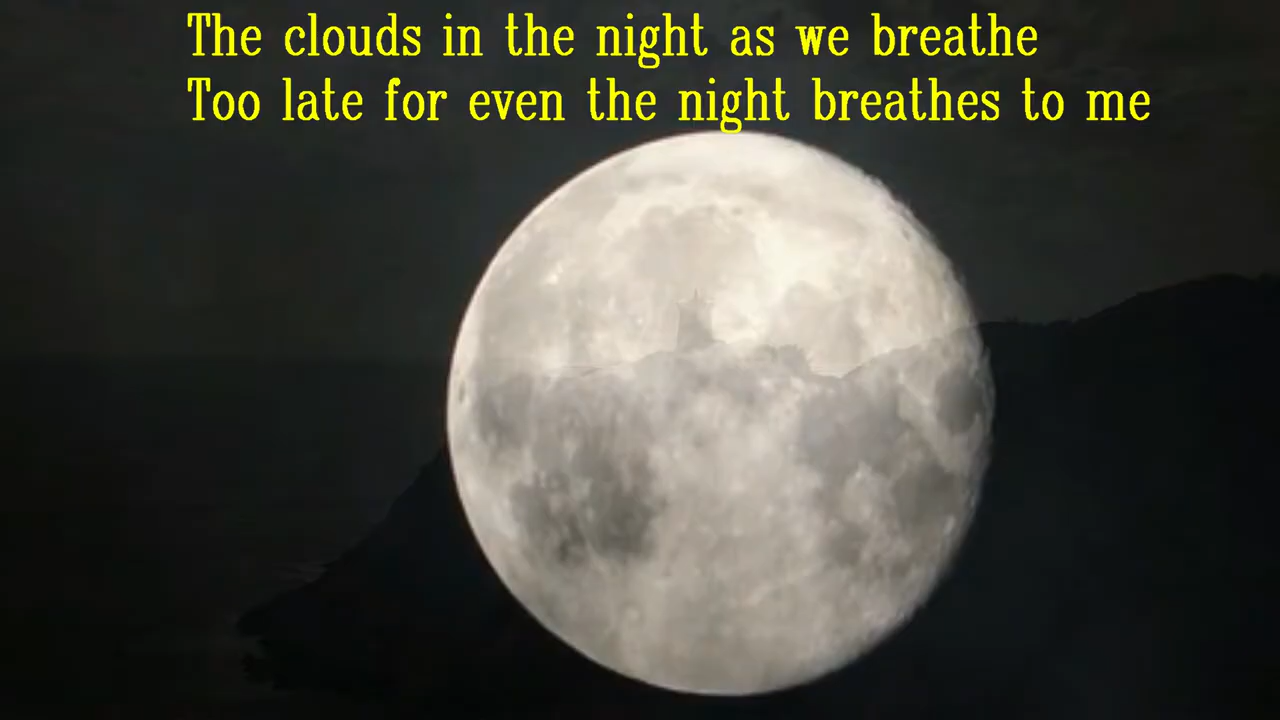 The clouds in the night as we breathe
Too late for even the night breathes to me